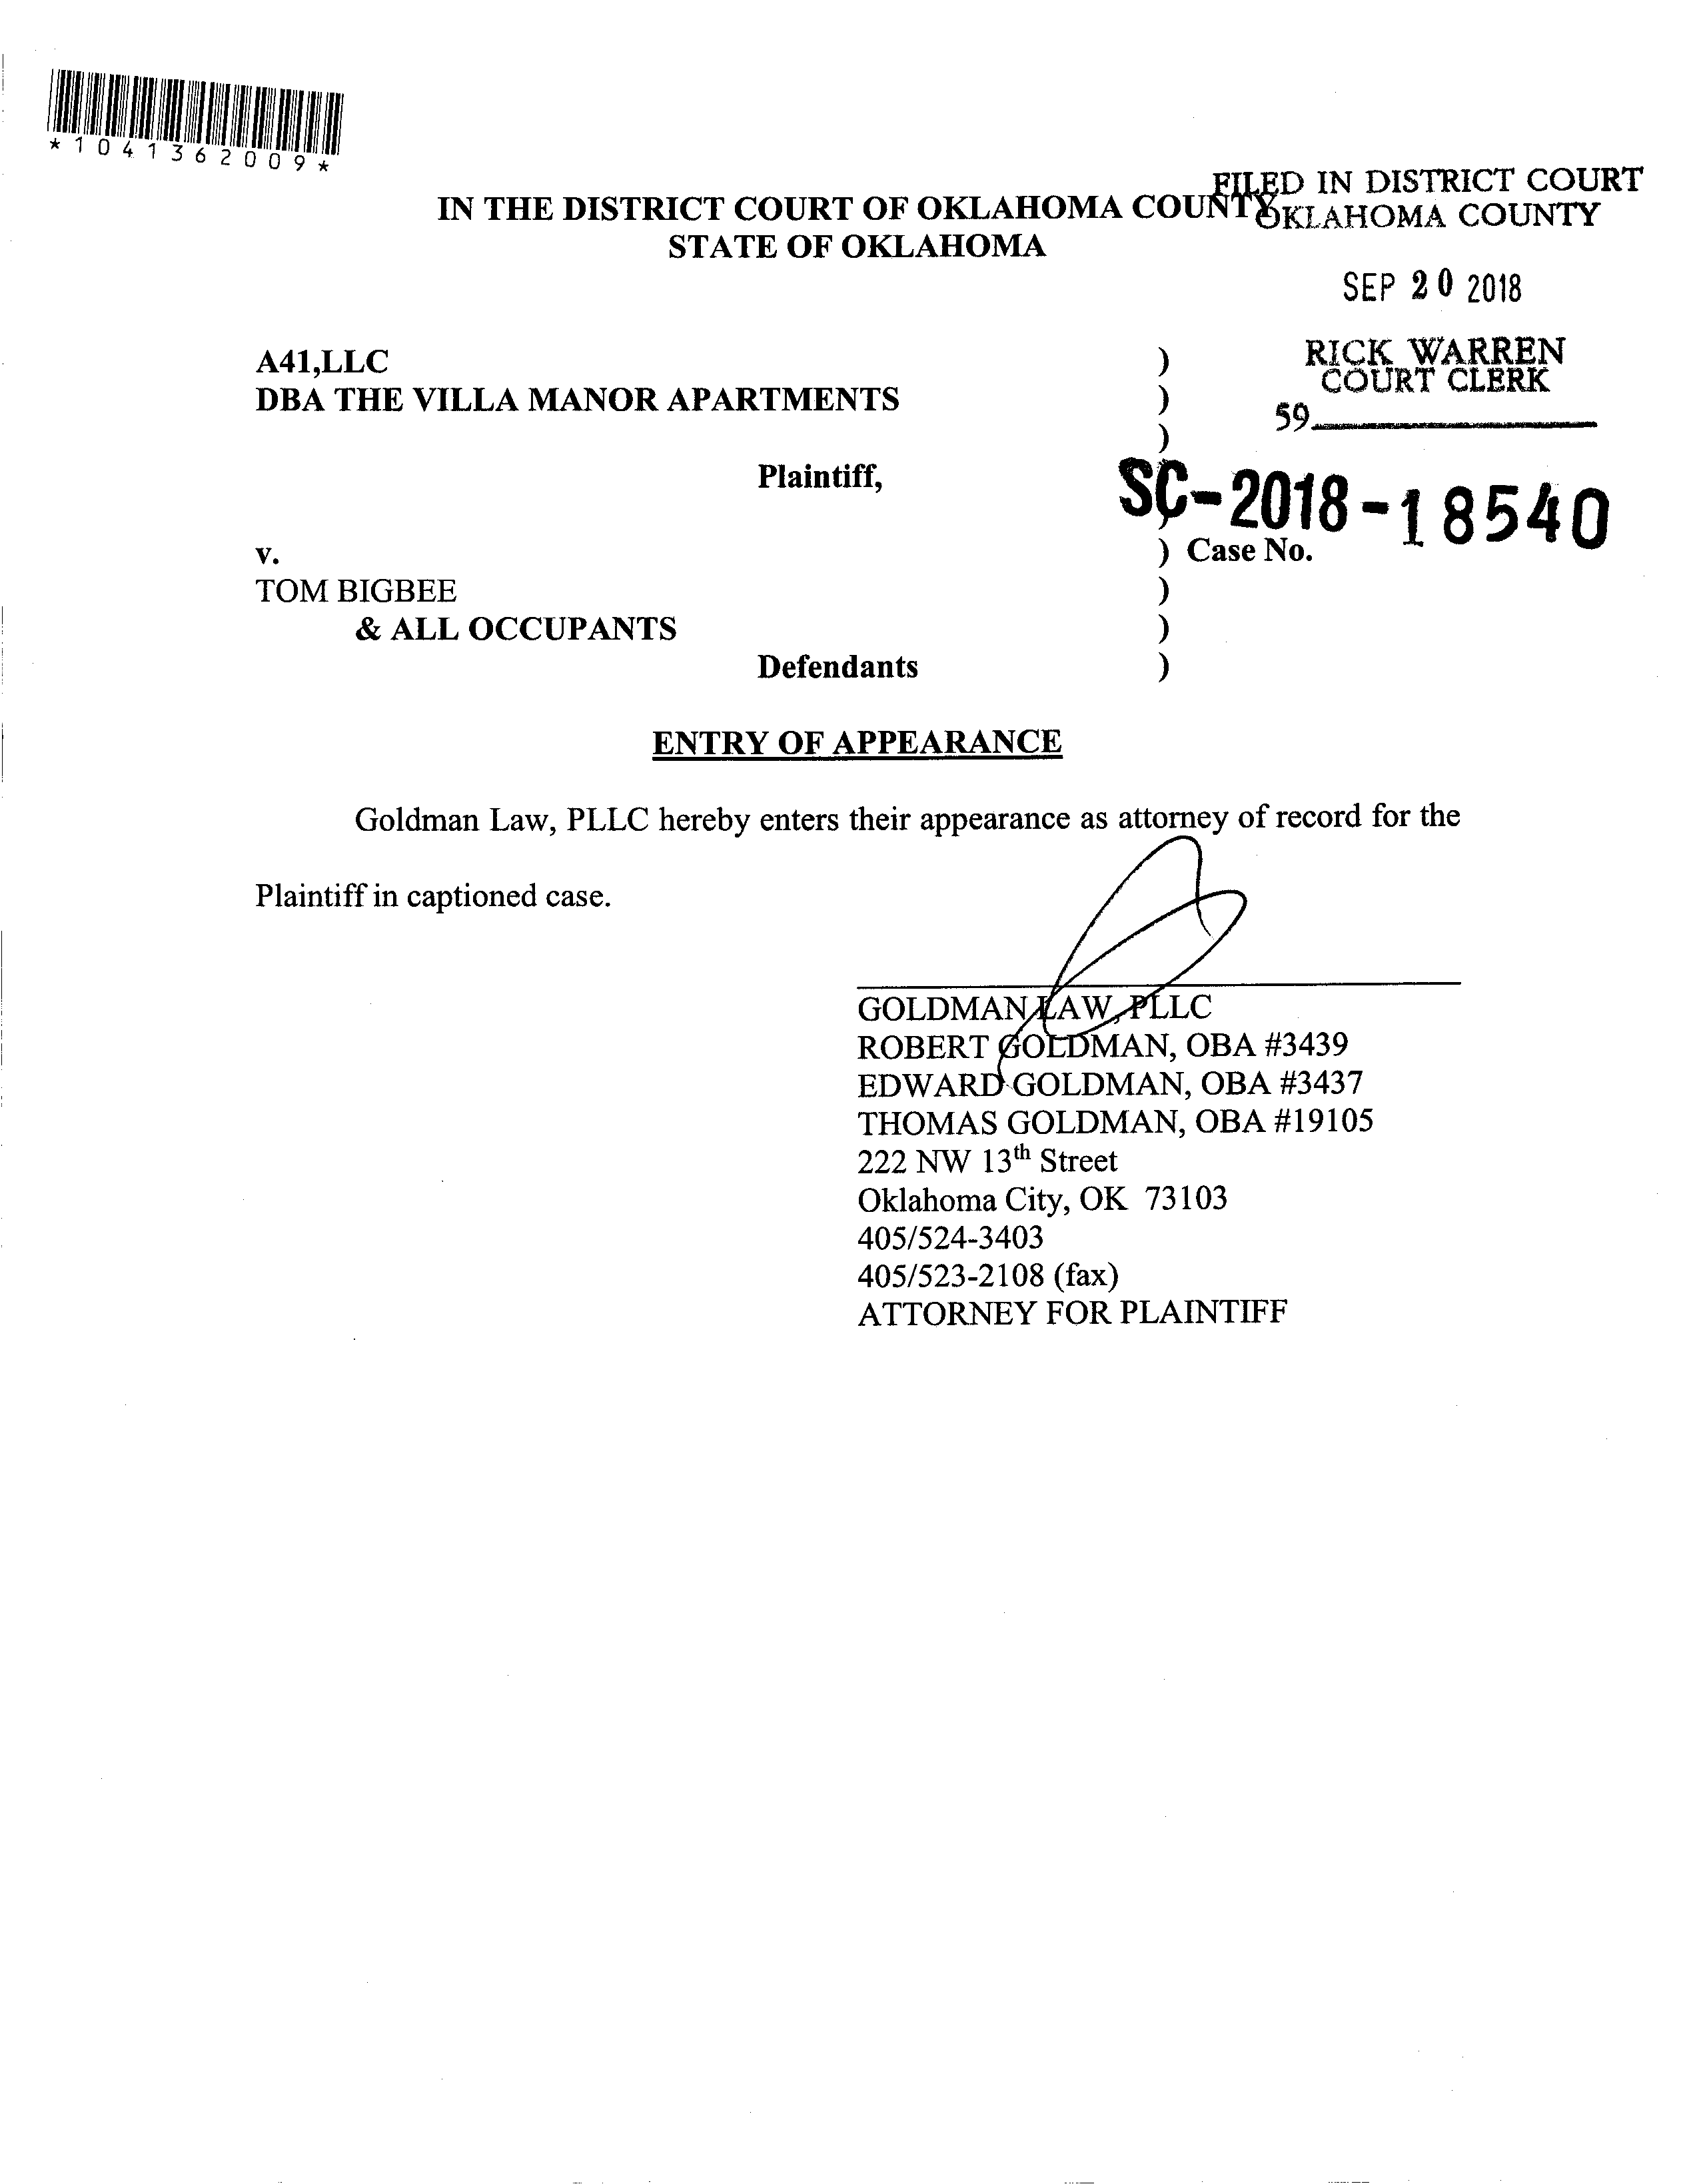 *1041362009*
FILED IN DISTRICT COURT
IN THE DISTRICT COURT OF OKLAHOMA COUNTY
OKLAHOMA COUNTY
STATE OF OKLAHOMA
SEP 20 2018
A41,LLC )
RICK WARREN
COURT CLERK
DBA THE VILLA MANOR APARTMENTS )
59
)
Plaintiff, )
SC-2018-18540
v. ) Case No.
TOM BIGBEE )
& ALL OCCUPANTS )
Defendants )
ENTRY OF APPEARANCE
Goldman Law, PLLC hereby enters their appearance as attorney of record for the
Plaintiff in captioned case.
GOLDMAN LAW, PLLC
ROBERT GOLDMAN, OBA #3439
EDWARD GOLDMAN, OBA #3437
THOMAS GOLDMAN, OBA #19105
222 NW 13th Street
Oklahoma City, OK 73103
405/524-3403
405/523-2108 (fax)
ATTORNEY FOR PLAINTIFF